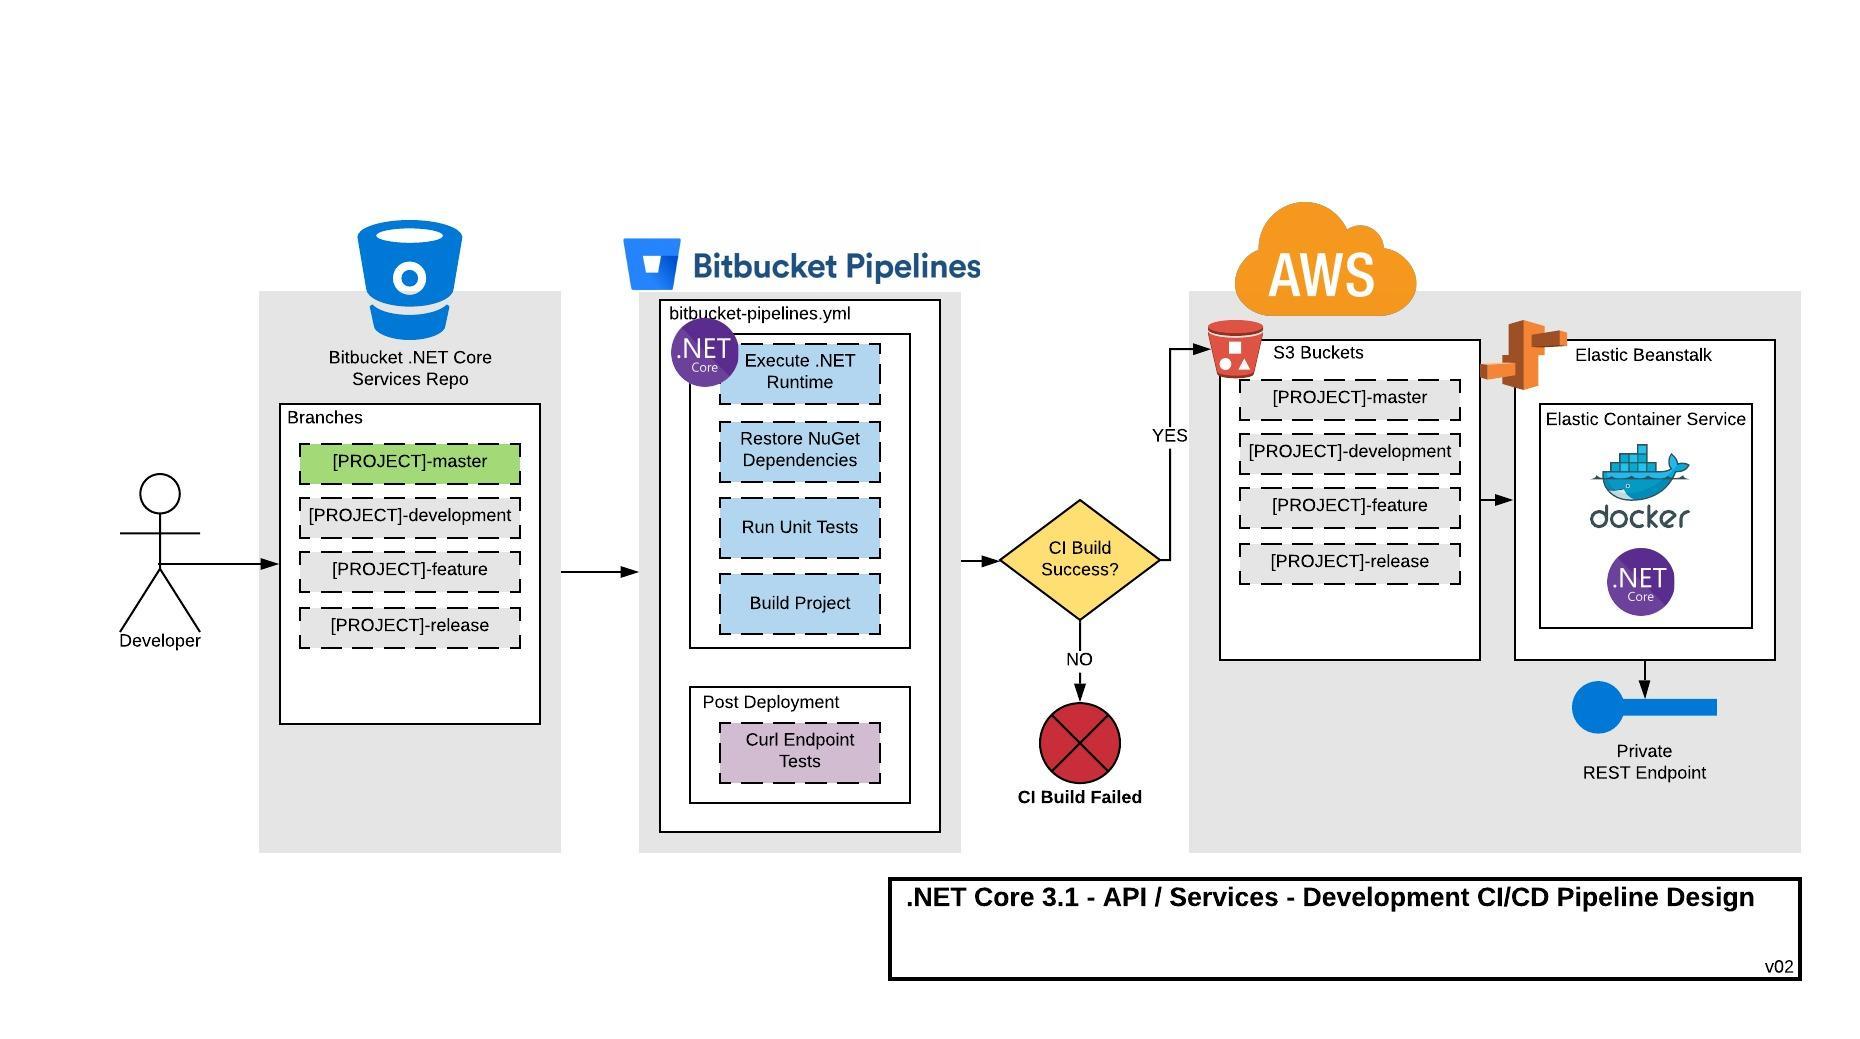 Bitbucket .NET Core
Services Repo
Branches
[PROJECT]-master
[PROJECT]-development
[PROJECT]-feature
[PROJECT]-release
Developer
Bitbucket Pipelines
bitbucket-pipelines.yml
.NET
Core
Execute .NET
Runtime
Restore NuGet
Dependencies
Run Unit Tests
Build Project
Post Deployment
Curl Endpoint
Tests
CI Build
Success?
YES
NO
CI Build Failed
AWS
S3 Buckets
[PROJECT]-master
[PROJECT]-development
[PROJECT]-feature
[PROJECT]-release
Elastic Beanstalk
Elastic Container Service
docker
.NET
Core
Private
REST Endpoint
.NET Core 3.1 - API / Services - Development CI/CD Pipeline Design
v02